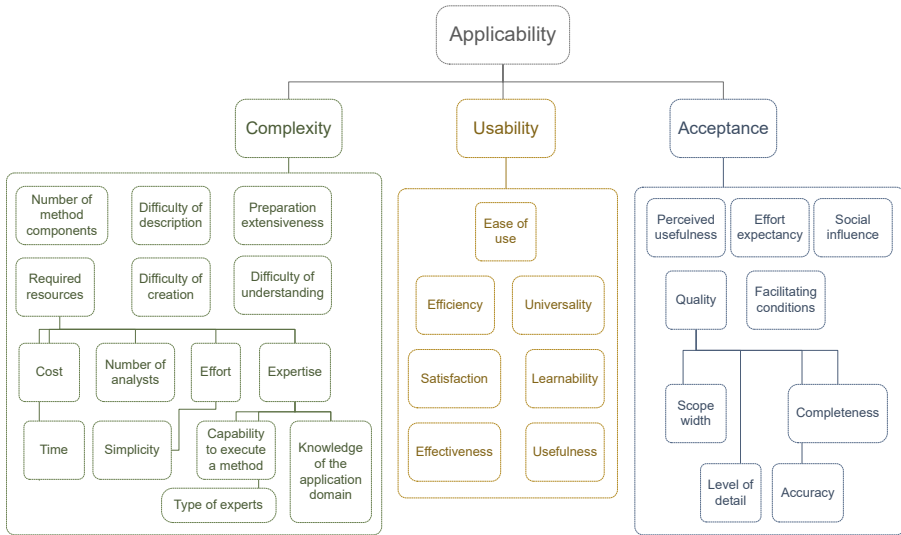 Applicability
Complexity
Usability
Acceptance
Number of
method
components
Difficulty of
description
Preparation
extensiveness
Required
resources
Difficulty of
creation
Difficulty of
understanding
Cost
Number of
analysts
Effort
Expertise
Time
Simplicity
Capability
to execute
a method
Knowledge
of the
application
domain
Type of experts
Ease of
use
Efficiency
Universality
Satisfaction
Learnability
Effectiveness
Usefulness
Perceived
usefulness
Effort
expectancy
Social
influence
Quality
Facilitating
conditions
Scope
width
Completeness
Level of
detail
Accuracy